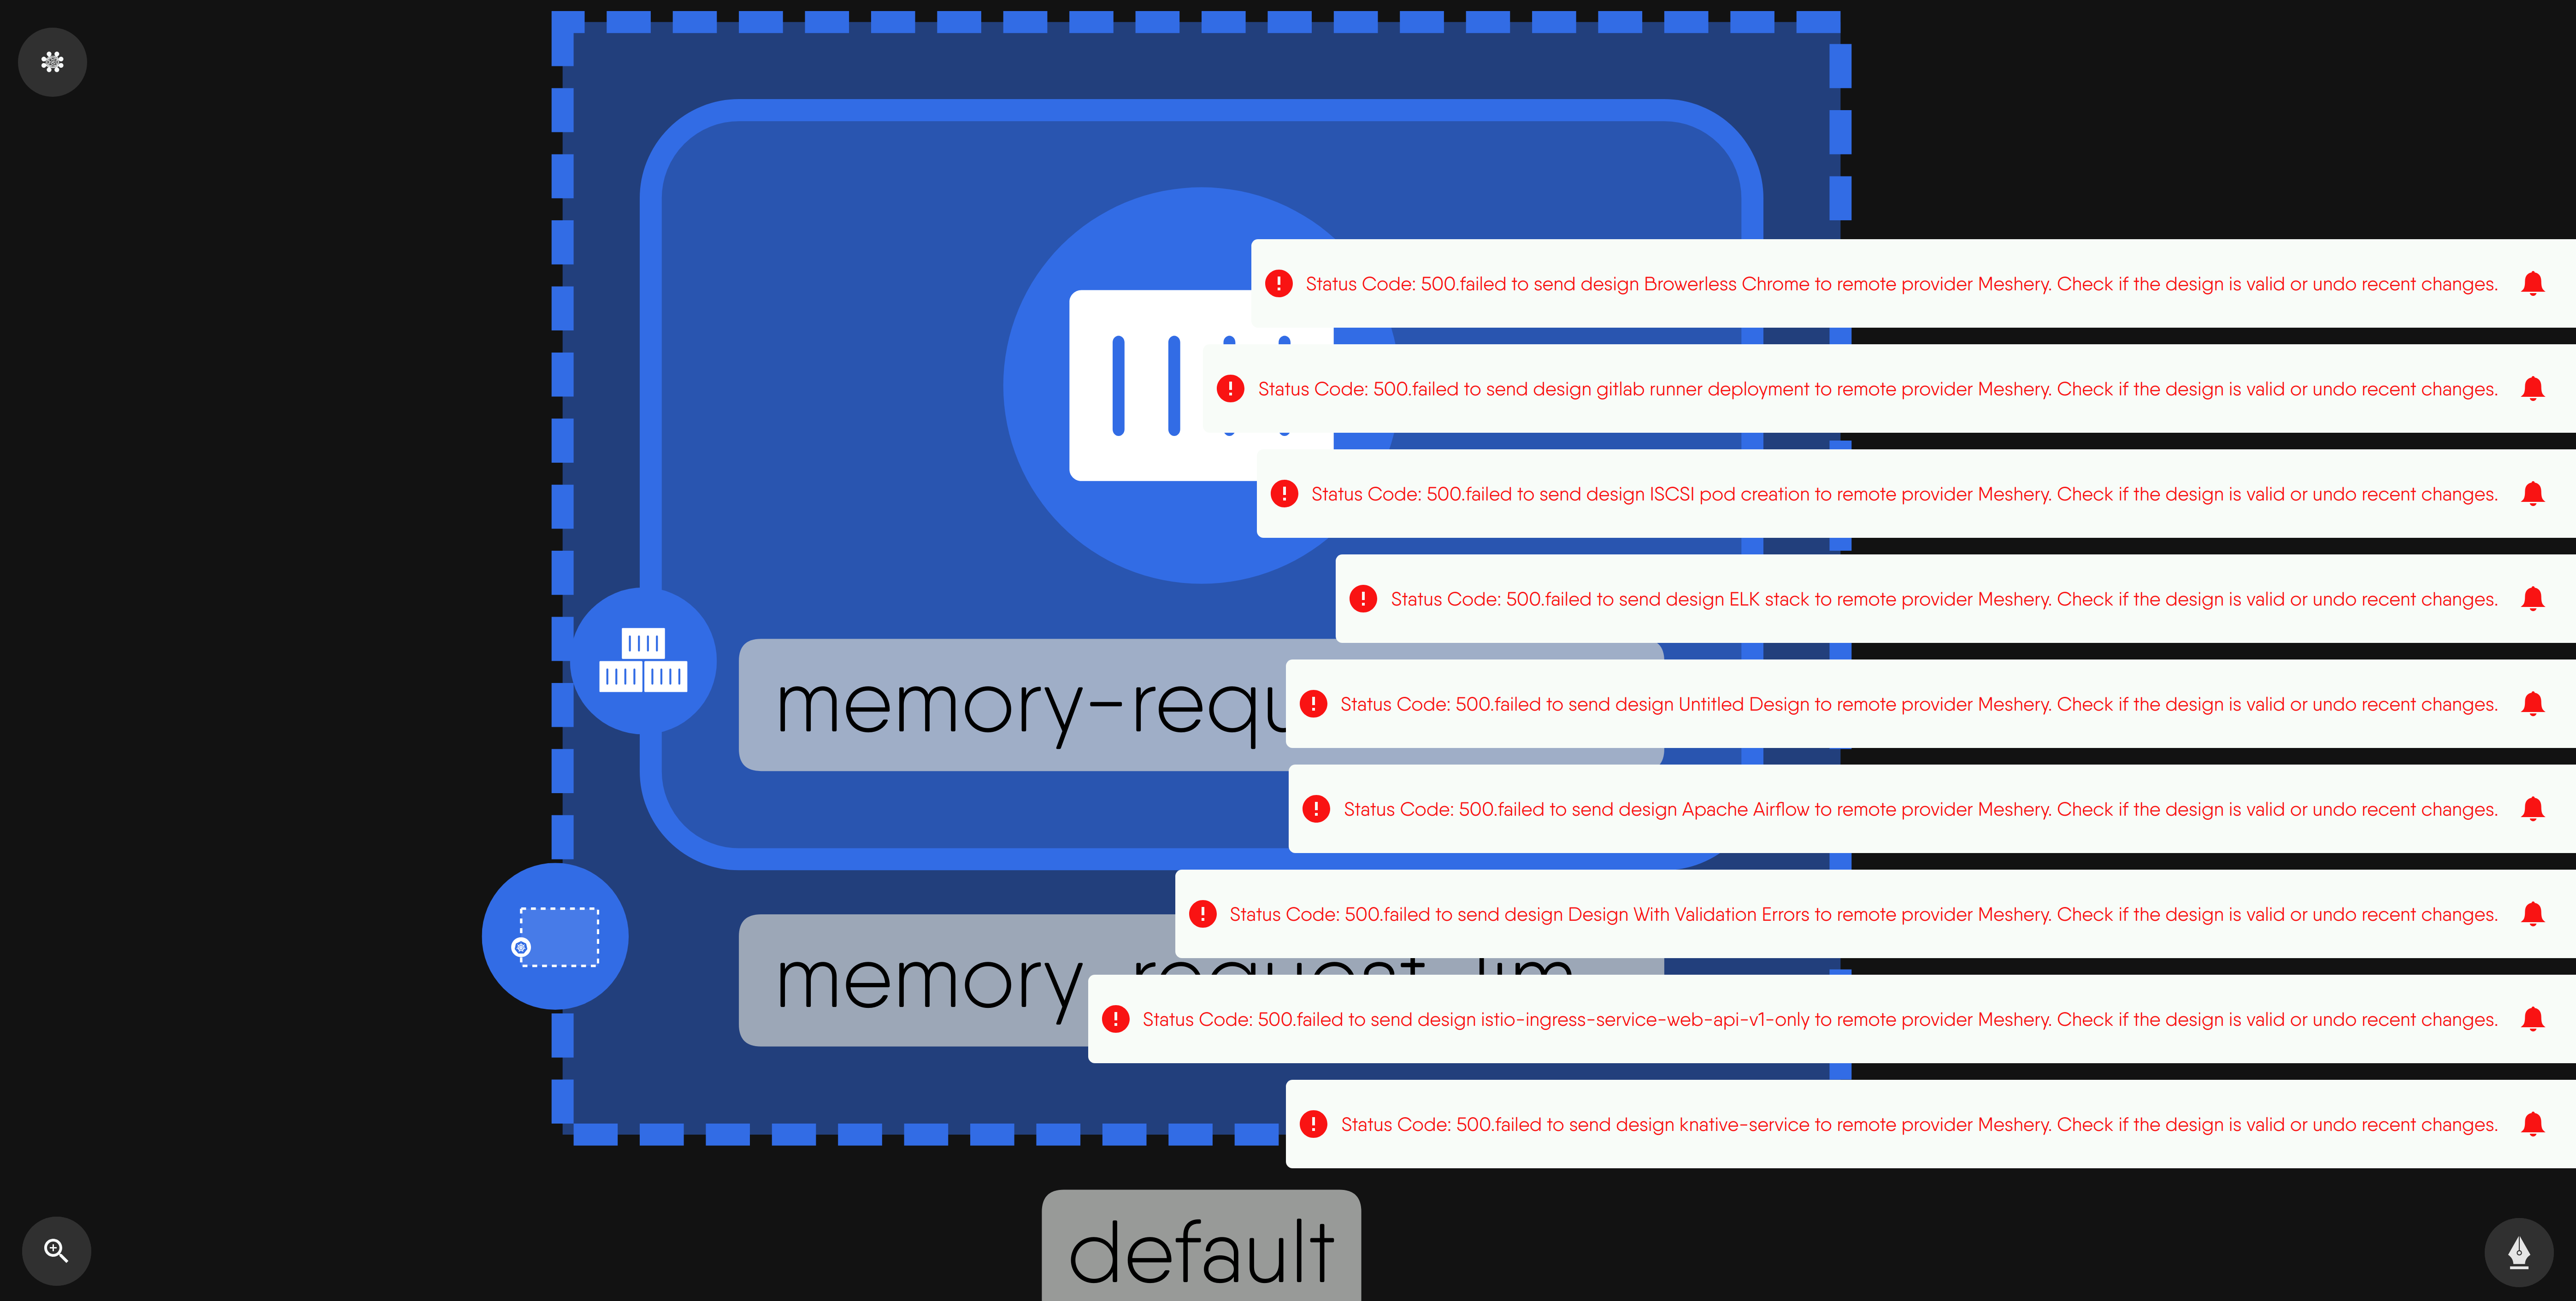 Status Code: 500.failed to send design Browerless Chrome to remote provider Meshery. Check if the design is valid or undo recent changes.
Status Code: 500.failed to send design gitlab runner deployment to remote provider Meshery. Check if the design is valid or undo recent changes.
Status Code: 500.failed to send design ISCSI pod creation to remote provider Meshery. Check if the design is valid or undo recent changes.
Status Code: 500.failed to send design ELK stack to remote provider Meshery. Check if the design is valid or undo recent changes.
memory-requ
Status Code: 500.failed to send design Untitled Design to remote provider Meshery. Check if the design is valid or undo recent changes.
Status Code: 500.failed to send design Apache Airflow to remote provider Meshery. Check if the design is valid or undo recent changes.
Status Code: 500.failed to send design Design With Validation Errors to remote provider Meshery. Check if the design is valid or undo recent changes.
memory
Status Code: 500.failed to send design istio-ingress-service-web-api-v1-only to remote provider Meshery. Check if the design is valid or undo recent changes.
Status Code: 500.failed to send design knative-service to remote provider Meshery. Check if the design is valid or undo recent changes.
default